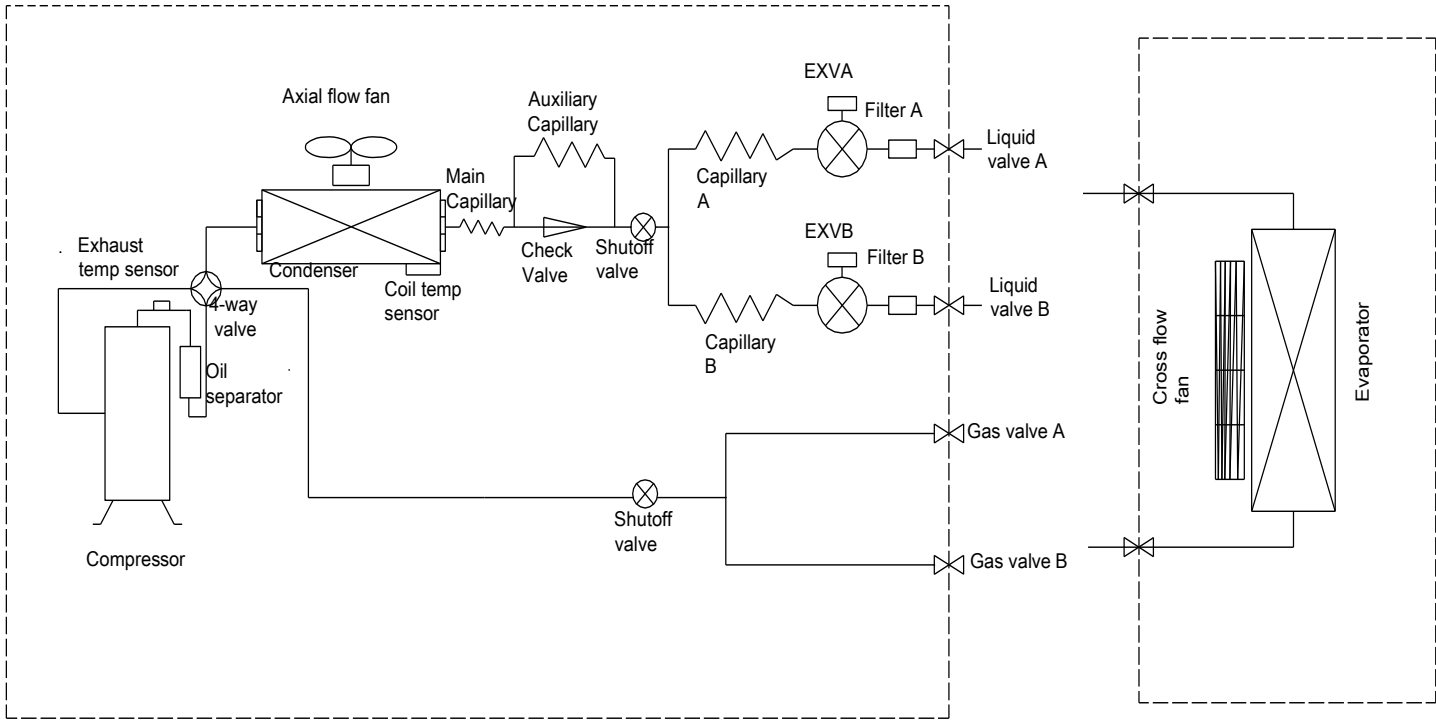 EXVA
Axial flow fan
Auxiliary
Capillary
Filter A
Liquid
valve A
Main
Capillary
Capillary
A
Exhaust
temp sensor
Condenser
Check
Valve
Shutoff
valve
EXVB
Filter B
Coil temp
sensor
Liquid
valve B
4-way
valve
Capillary
B
Oil
separator
Cross flow
fan
Evaporator
Gas valve A
Shutoff
valve
Compressor
Gas valve B